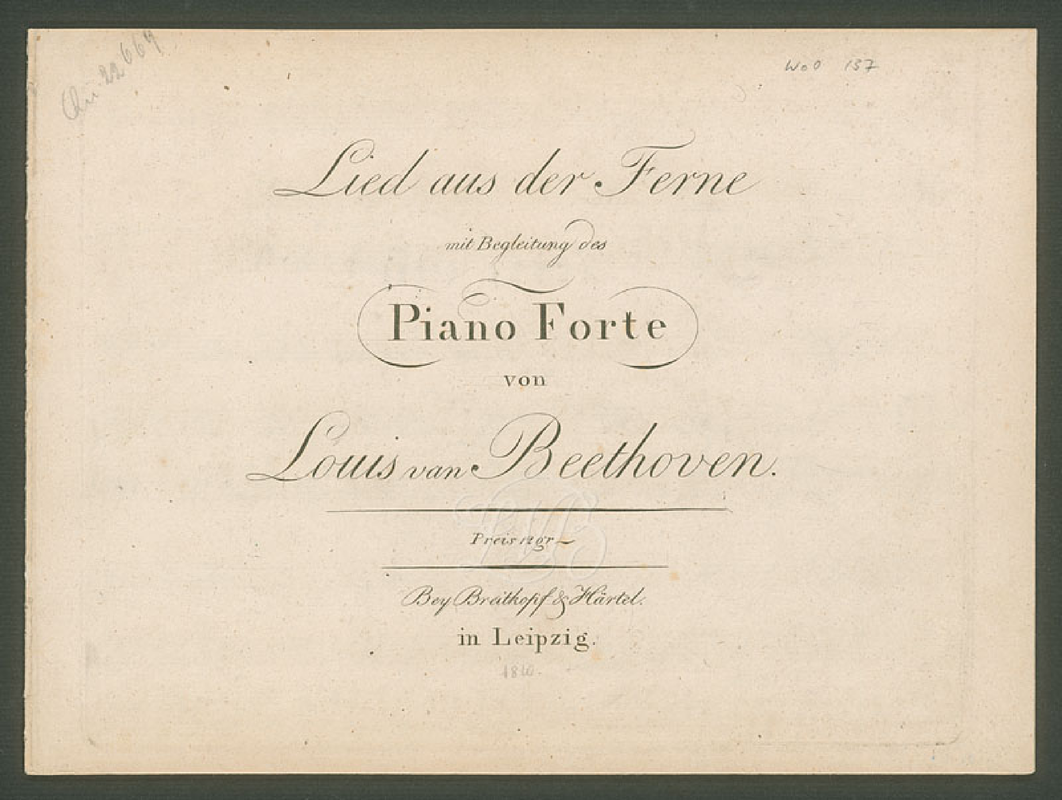 22669
WoO 137
Lied aus der Ferne
mit Begleitung des
Piano Forte
von
Louis van Beethoven.
Preis 12 gr
Bey Breitkopf & Härtel.
in Leipzig.
1810.